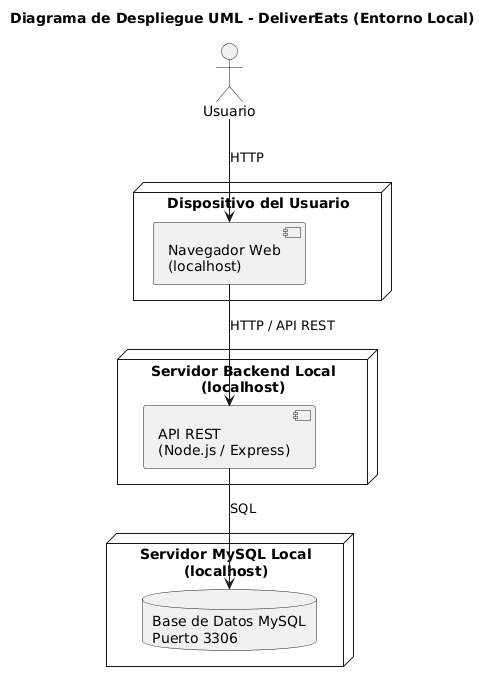 Diagrama de Despliegue UML - DeliverEats (Entorno Local)
Usuario
HTTP
Dispositivo del Usuario
Navegador Web
(localhost)
HTTP / API REST
Servidor Backend Local
(localhost)
API REST
(Node.js / Express)
SQL
Servidor MySQL Local
(localhost)
Base de Datos MySQL
Puerto 3306